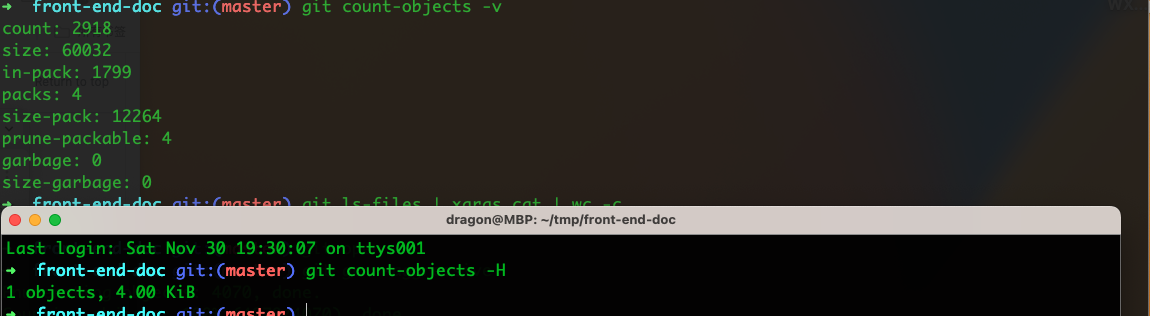 ➜ front-end-doc git:(master) git count-objects -v
WX
count: 2918
size: 60032
in-pack: 1799
packs: 4
size-pack: 12264
prune-packable: 4
garbage: 0
size-garbage: 0
➜ front-end-doc git:(master) git ls-files | xargs cat | wc -c
dragon@MBP: ~/tmp/front-end-doc
Last login: Sat Nov 30 19:30:07 on ttys001
➜ front-end-doc git:(master) git count-objects -H
1 objects, 4.00 KiB
➜ front-end-doc git:(master)